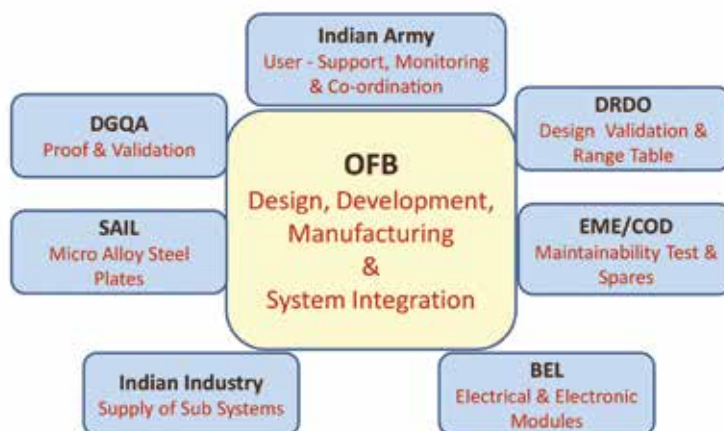 Indian Army
User - Support, Monitoring
& Co-ordination
DGQA
Proof & Validation
DRDO
Design Validation &
Range Table
OFB
Design, Development,
Manufacturing
&
System Integration
SAIL
Micro Alloy Steel
Plates
EME/COD
Maintainability Test &
Spares
Indian Industry
Supply of Sub Systems
BEL
Electrical & Electronic
Modules